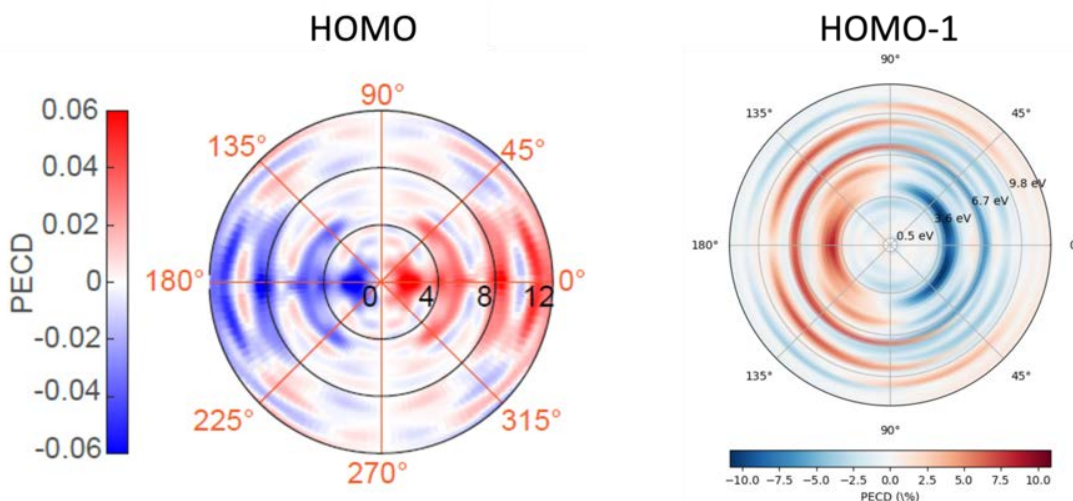 HOMO
HOMO-1
PECD
0.06
0.04
0.02
0
-0.02
-0.04
-0.06
90°
135°
45°
180°
0°
225°
315°
270°
0 4 8 12
90°
135°
45°
180°
0
135°
45°
90°
0.5 eV
3.6 eV
6.7 eV
9.8 eV
−10.0 −7.5 −5.0 −2.5 0.0 2.5 5.0 7.5 10.0
PECD (\%)